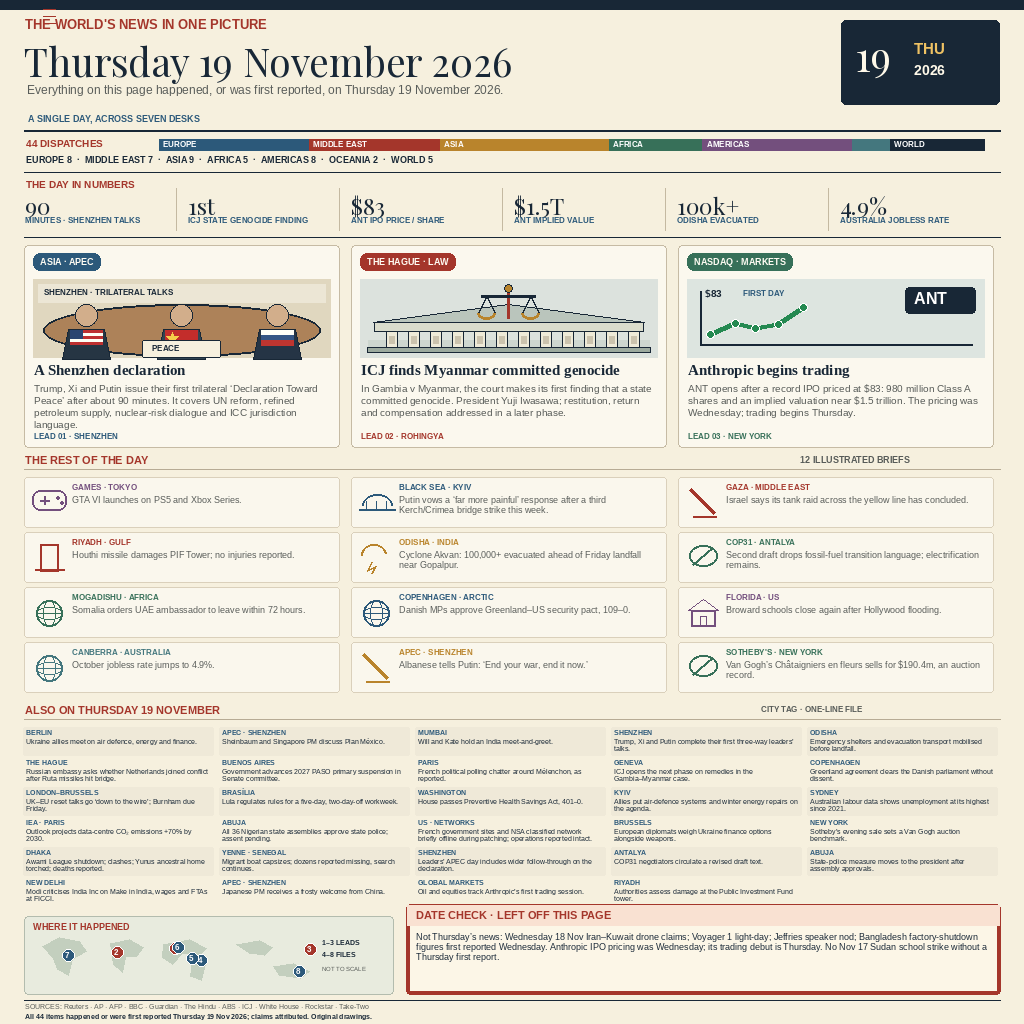 THE WORLD'S NEWS IN ONE PICTURE
Thursday 19 November 2026
Everything on this page happened, or was first reported, on Thursday 19 November 2026.
19
THU
2026
A SINGLE DAY, ACROSS SEVEN DESKS
44 DISPATCHES
EUROPE
MIDDLE EAST
ASIA
AFRICA
AMERICAS
WORLD
EUROPE 8 · MIDDLE EAST 7 · ASIA 9 · AFRICA 5 · AMERICAS 8 · OCEANIA 2 · WORLD 5
THE DAY IN NUMBERS
90
MINUTES · SHENZHEN TALKS
1st
ICJ STATE GENOCIDE FINDING
$83
ANT IPO PRICE / SHARE
$1.5T
ANT IMPLIED VALUE
100k+
ODISHA EVACUATED
4.9%
AUSTRALIA JOBLESS RATE
ASIA · APEC
SHENZHEN · TRILATERAL TALKS
PEACE
A Shenzhen declaration
Trump, Xi and Putin issue their first trilateral 'Declaration Toward
Peace' after about 90 minutes. It covers UN reform, refined
petroleum supply, nuclear-risk dialogue and ICC jurisdiction
language.
LEAD 01 · SHENZHEN
THE HAGUE · LAW
ICJ finds Myanmar committed genocide
In Gambia v Myanmar, the court makes its first finding that a state
committed genocide. President Yuji Iwasawa; restitution, return
and compensation addressed in a later phase.
LEAD 02 · ROHINGYA
NASDAQ · MARKETS
$83
FIRST DAY
ANT
Anthropic begins trading
ANT opens after a record IPO priced at $83: 980 million Class A
shares and an implied valuation near $1.5 trillion. The pricing was
Wednesday; trading begins Thursday.
LEAD 03 · NEW YORK
THE REST OF THE DAY
12 ILLUSTRATED BRIEFS
GAMES · TOKYO
GTA VI launches on PS5 and Xbox Series.
BLACK SEA · KYIV
Putin vows a 'far more painful' response after a third
Kerch/Crimea bridge strike this week.
GAZA · MIDDLE EAST
Israel says its tank raid across the yellow line has concluded.
RIYADH · GULF
Houthi missile damages PIF Tower; no injuries reported.
ODISHA · INDIA
Cyclone Akvan: 100,000+ evacuated ahead of Friday landfall
near Gopalpur.
COP31 · ANTALYA
Second draft drops fossil-fuel transition language; electrification
remains.
MOGADISHU · AFRICA
Somalia orders UAE ambassador to leave within 72 hours.
COPENHAGEN · ARCTIC
Danish MPs approve Greenland–US security pact, 109–0.
FLORIDA · US
Broward schools close again after Hollywood flooding.
CANBERRA · AUSTRALIA
October jobless rate jumps to 4.9%.
APEC · SHENZHEN
Albanese tells Putin: 'End your war, end it now.'
SOTHEBY'S · NEW YORK
Van Gogh's Châtaigniers en fleurs sells for $190.4m, an auction
record.
ALSO ON THURSDAY 19 NOVEMBER
CITY TAG · ONE-LINE FILE
BERLIN
Ukraine allies meet on air defence, energy and finance.
APEC · SHENZHEN
Sheinbaum and Singapore PM discuss Plan México.
MUMBAI
Will and Kate hold an India meet-and-greet.
SHENZHEN
Trump, Xi and Putin complete their first three-way leaders'
talks.
ODISHA
Emergency shelters and evacuation transport mobilised
before landfall.
THE HAGUE
Russian embassy asks whether Netherlands joined conflict
after Ruta missiles hit bridge.
BUENOS AIRES
Government advances 2027 PASO primary suspension in
Senate committee.
PARIS
French political polling chatter around Mélenchon, as
reported.
GENEVA
ICJ opens the next phase on remedies in the
Gambia–Myanmar case.
COPENHAGEN
Greenland agreement clears the Danish parliament without
dissent.
LONDON–BRUSSELS
UK–EU reset talks go 'down to the wire'; Burnham due
Friday.
BRASÍLIA
Lula regulates rules for a five-day, two-day-off workweek.
WASHINGTON
House passes Preventive Health Savings Act, 401–0.
KYIV
Allies put air-defence systems and winter energy repairs on
the agenda.
SYDNEY
Australian labour data shows unemployment at its highest
since 2021.
IEA · PARIS
Outlook projects data-centre CO₂ emissions +70% by
2030.
ABUJA
All 36 Nigerian state assemblies approve state police;
assent pending.
US · NETWORKS
French government sites and NSA classified network
briefly offline during patching; operations reported intact.
BRUSSELS
European diplomats weigh Ukraine finance options
alongside weapons.
NEW YORK
Sotheby's evening sale sets a Van Gogh auction
benchmark.
DHAKA
Awami League shutdown; clashes; Yunus ancestral home
torched; deaths reported.
YENNE · SENEGAL
Migrant boat capsizes; dozens reported missing, search
continues.
SHENZHEN
Leaders' APEC day includes wider follow-through on the
declaration.
ANTALYA
COP31 negotiators circulate a revised draft text.
ABUJA
State-police measure moves to the president after
assembly approvals.
NEW DELHI
Modi criticises India Inc on Make in India, wages and FTAs
at FICCI.
APEC · SHENZHEN
Japanese PM receives a frosty welcome from China.
GLOBAL MARKETS
Oil and equities track Anthropic's first trading session.
RIYADH
Authorities assess damage at the Public Investment Fund
tower.
WHERE IT HAPPENED
7
2
6
5
4
3
8
1–3 LEADS
4–8 FILES
NOT TO SCALE
DATE CHECK · LEFT OFF THIS PAGE
Not Thursday's news: Wednesday 18 Nov Iran–Kuwait drone claims; Voyager 1 light-day; Jeffries speaker nod; Bangladesh factory-shutdown
figures first reported Wednesday. Anthropic IPO pricing was Wednesday; its trading debut is Thursday. No Nov 17 Sudan school strike without a
Thursday first report.
SOURCES: Reuters · AP · AFP · BBC · Guardian · The Hindu · ABS · ICJ · White House · Rockstar · Take-Two
All 44 items happened or were first reported Thursday 19 Nov 2026; claims attributed. Original drawings.